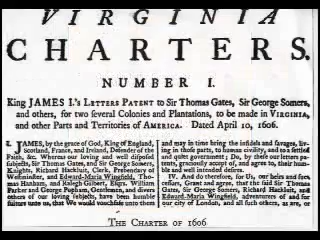 VIRGINIA
CHARTERS.
NUMBER I.
King JAMES I.'s LETTERS PATENT to Sir Thomas Gates, Sir George Somers,
and others, for two several Colonies and Plantations, to be made in VIRGINIA,
and other Parts and Territories of AMERICA. Dated April 10, 1606.
I. JAMES, by the grace of God, King of England,
Scotland, France, and Ireland, Defender of the
Faith, &c. Whereas our loving and well disposed
subjects, Sir Thomas Gates, and Sir George Somers,
Knights, Richard Hackluit, Clerk, Prebendary of
Westminster, and Edward-Maria Wingfield, Thomas
Hanham, and Ralegh Gilbert, Esqrs. William
Parker and George Popham, Gentlemen, and divers
others of our loving subjects, have been humble
suitors unto us, that We would vouchsafe unto them
and may in time bring the infidels and savages, living
in those parts, to human civility, and to a settled
and quiet government; Do, by these our letters patents,
graciously accept of, and agree to, their humble
and well intended desires.
IV. And do therefore, for Us, our heirs and successors,
Grant and agree, that the said Sir Thomas
Gates, Sir George Somers, Richard Hackluit, and
Edward-Maria Wingfield, adventurers of and for
our city of London, and all such others, as are, or
THE CHARTER OF 1606